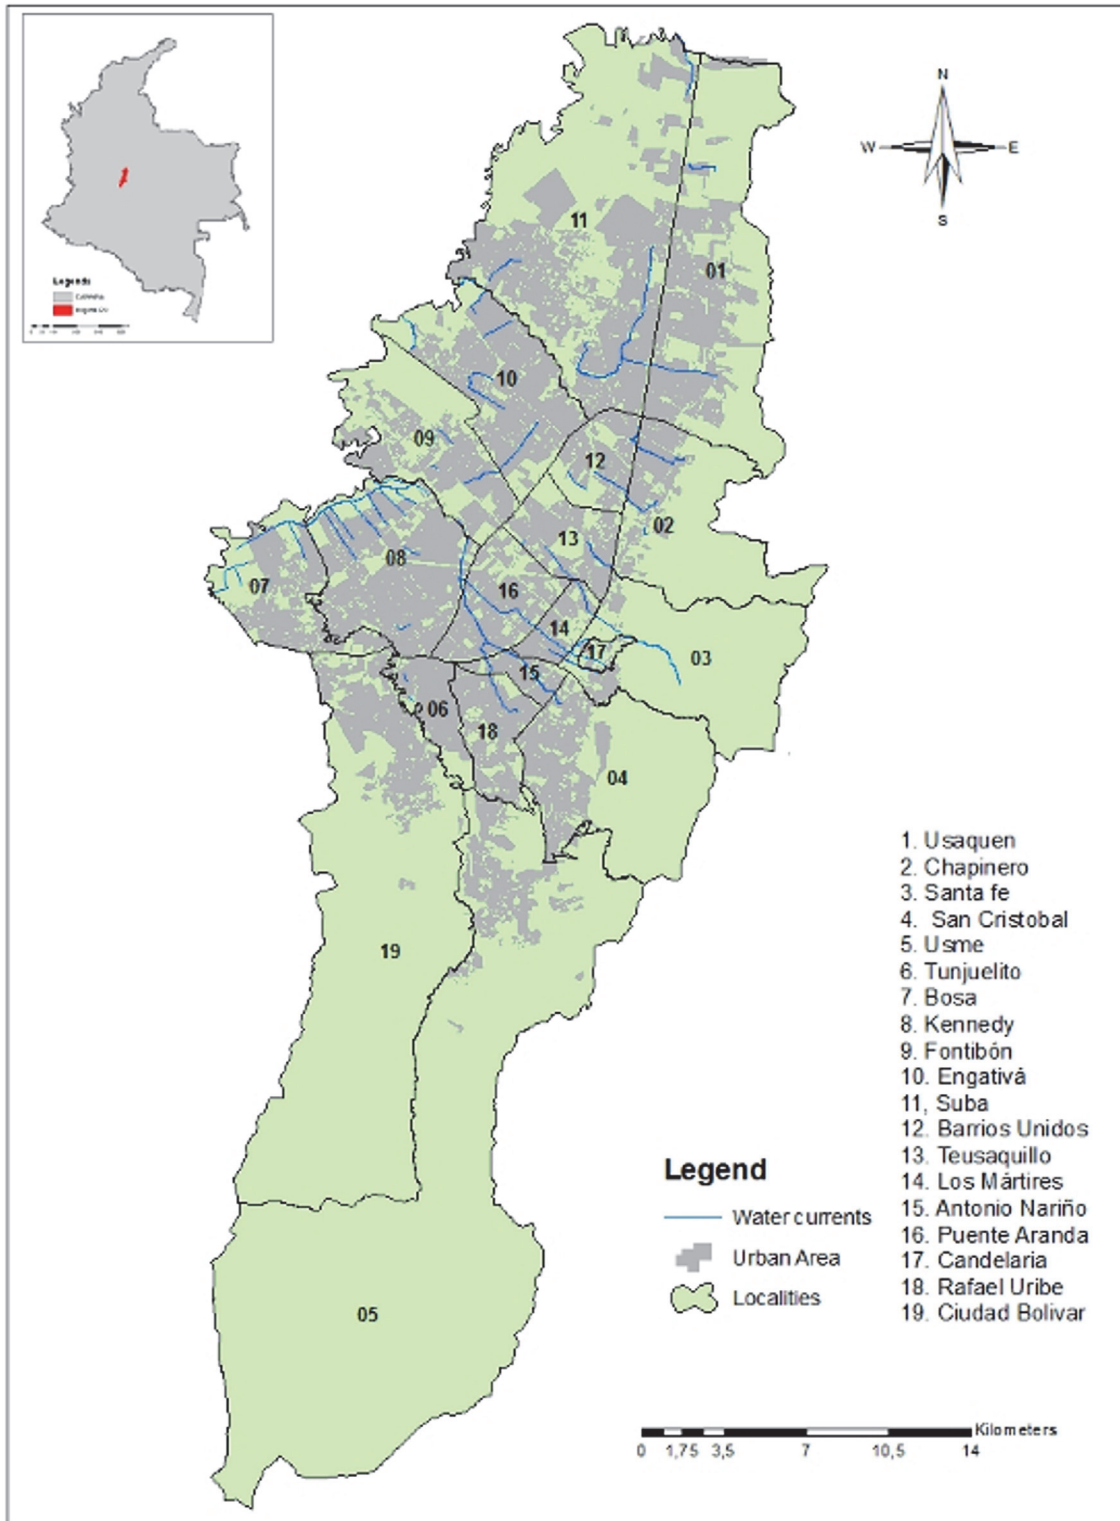 Legends
N
W
E
S
11
01
10
09
12
02
13
08
07
16
14
17
03
15
06
18
04
19
05
1. Usaquen
2. Chapinero
3. Santa fe
4. San Cristobal
5. Usme
6. Tunjuelito
7. Bosa
8. Kennedy
9. Fontibón
10. Engativá
11, Suba
12. Barrios Unidos
13. Teusaquillo
14. Los Mártires
15. Antonio Nariño
16. Puente Aranda
17. Candelaria
18. Rafael Uribe
19. Ciudad Bolivar
Legend
Water currents
Urban Area
Localities
Kilometers
0 1,75 3,5 7 10,5 14